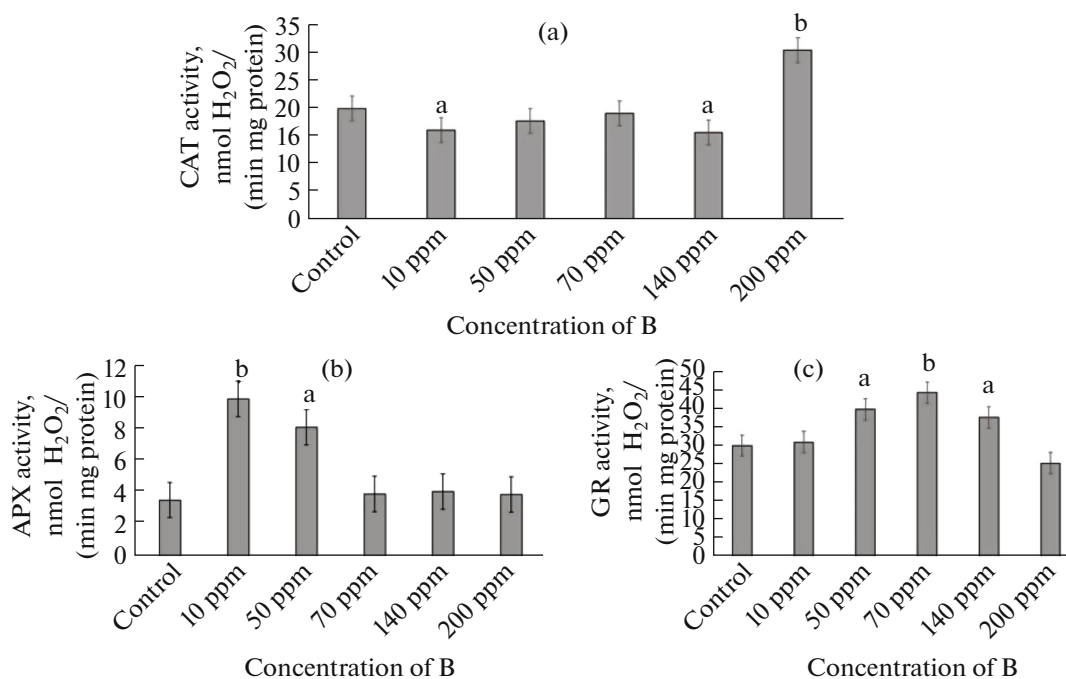 (a)
CAT activity,
nmol H₂O₂/
(min mg protein)
35
30
25
20
16
10
5
0
a
a
b
Control
10 ppm
50 ppm
70 ppm
140 ppm
200 ppm
Concentration of B
(b)
APX activity,
nmol H₂O₂/
(min mg protein)
12
10
8
6
4
2
0
b
a
Control
10 ppm
50 ppm
70 ppm
140 ppm
200 ppm
Concentration of B
(c)
GR activity,
nmol H₂O₂/
(min mg protein)
50
45
40
35
30
25
20
15
10
5
0
a
b
a
Control
10 ppm
50 ppm
70 ppm
140 ppm
200 ppm
Concentration of B